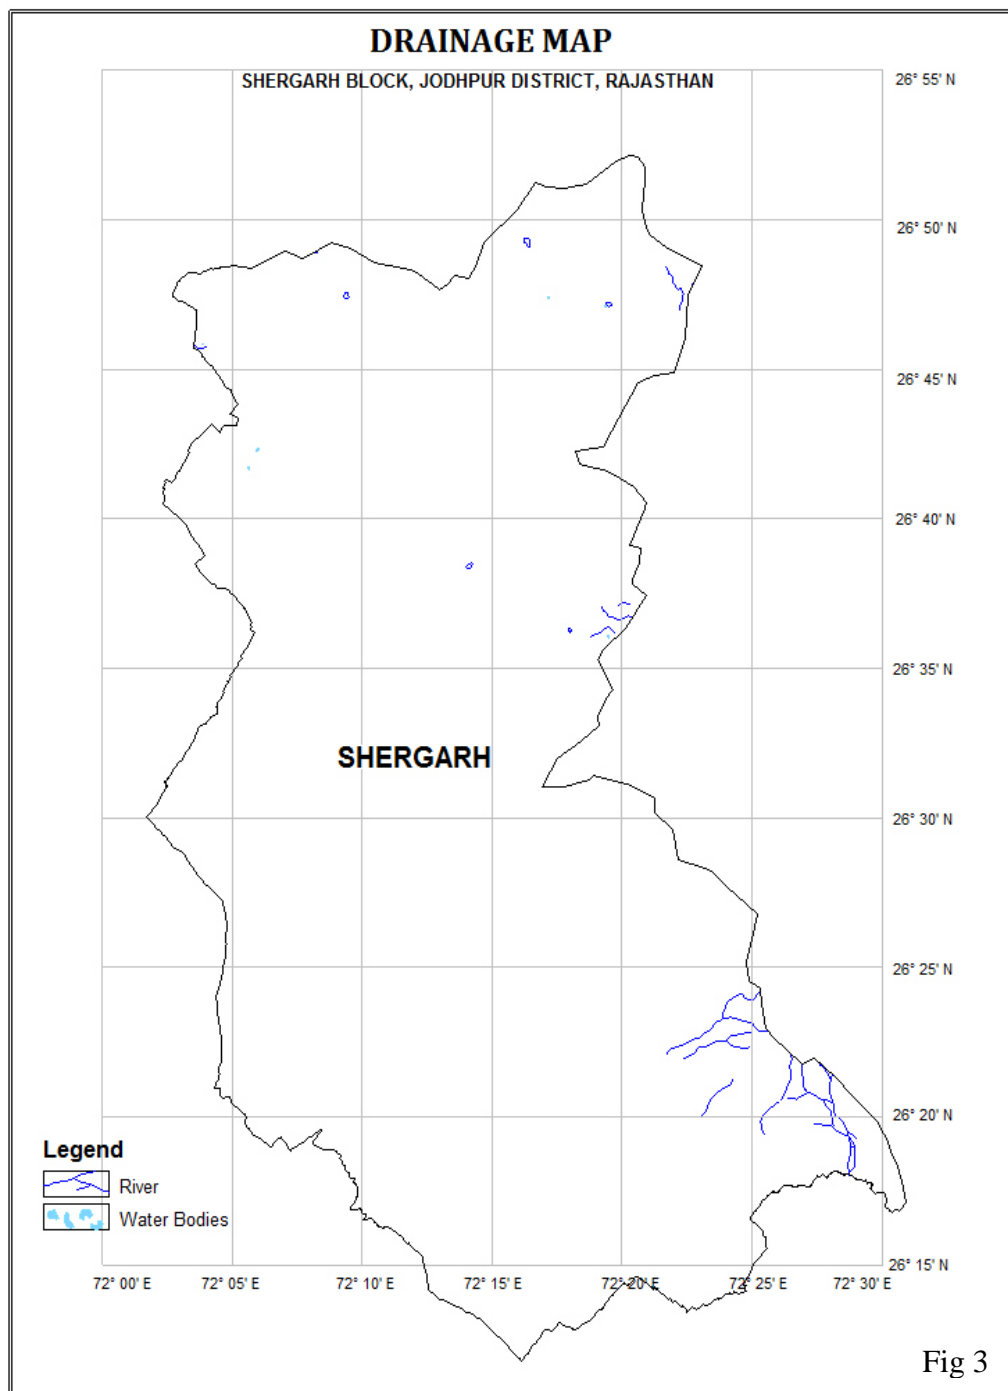 DRAINAGE MAP
SHERGARH BLOCK, JODHPUR DISTRICT, RAJASTHAN
26° 55' N
26° 50' N
26° 45' N
26° 40' N
26° 35' N
SHERGARH
26° 30' N
26° 25' N
26° 20' N
Legend
River
Water Bodies
26° 15' N
72° 00' E 72° 05' E 72° 10' E 72° 15' E 72° 20' E 72° 25' E 72° 30' E
Fig 3